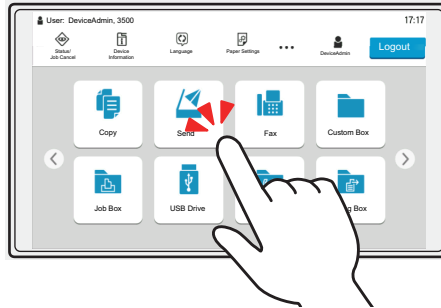 User: DeviceAdmin, 3500
17:17
Status/
Job Cancel
Device
Information
Language
Paper Settings
DeviceAdmin
Logout
Copy
Send
Fax
Custom Box
Job Box
USB Drive
Box